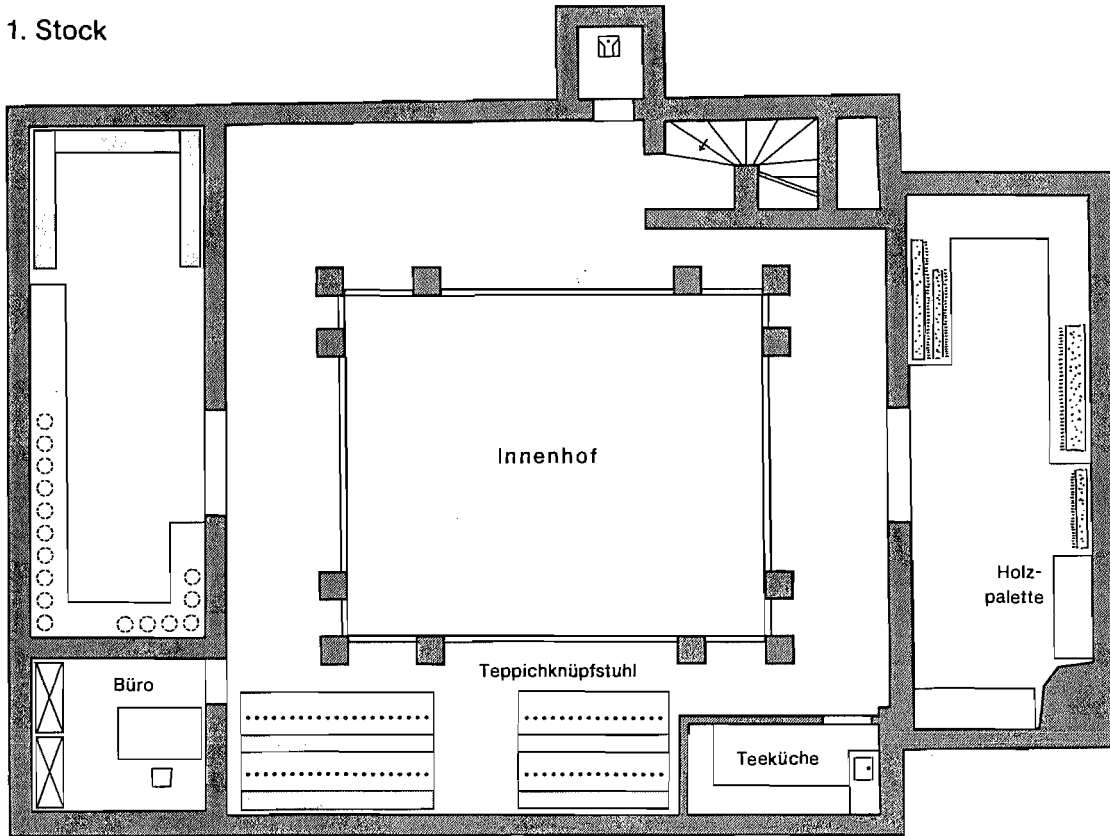 1. Stock
Innenhof
Holz-
palette
Teppichknüpfstuhl
Büro
Teeküche